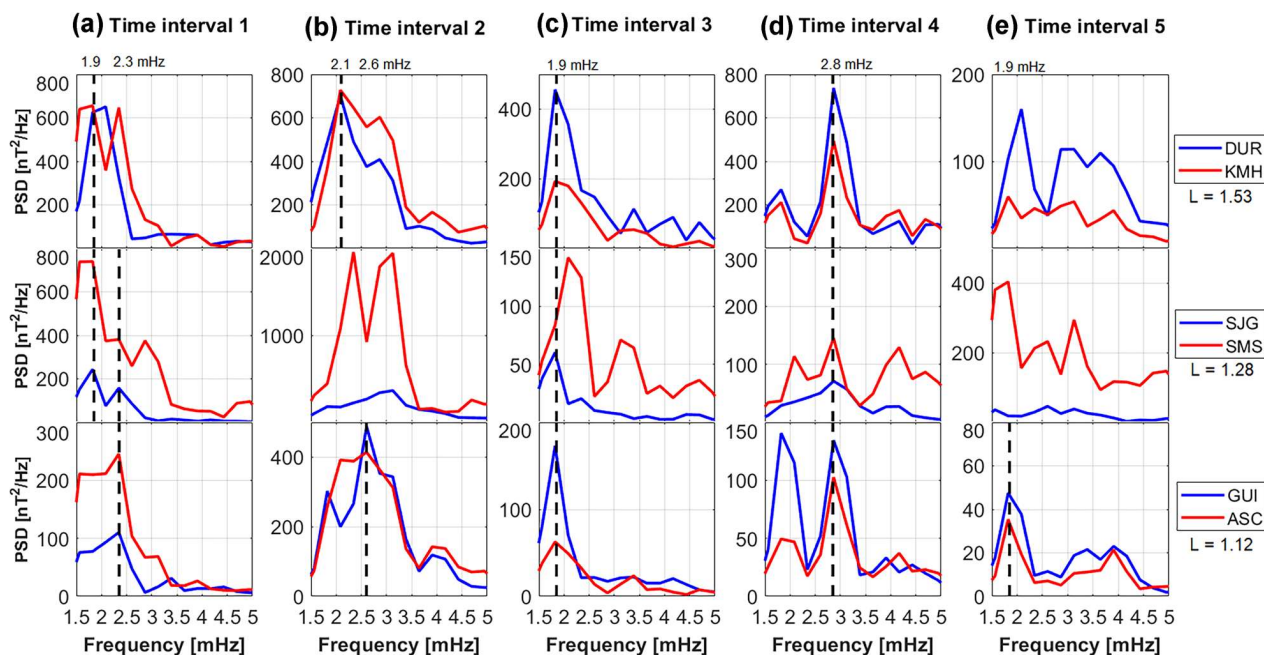 (a) Time interval 1 (b) Time interval 2 (c) Time interval 3 (d) Time interval 4 (e) Time interval 5
1.9 2.3 mHz 2.1 2.6 mHz 1.9 mHz 2.8 mHz 1.9 mHz
PSD [nT²/Hz]
800 600 400 200
800 600 400 200
400 200
800 600 400 200
200 100 0
DUR
KMH
L = 1.53
PSD [nT²/Hz]
800 600 400 200
2000 1000
150 100 50
300 200 100 0
400 200
SJG
SMS
L = 1.28
PSD [nT²/Hz]
300 200 100 0
400 200 0
200 100 0
150 100 50 0
80 60 40 20 0
GUI
ASC
L = 1.12
1.5 2 2.5 3 3.5 4 4.5 5 1.5 2 2.5 3 3.5 4 4.5 5 1.5 2 2.5 3 3.5 4 4.5 5 1.5 2 2.5 3 3.5 4 4.5 5 1.5 2 2.5 3 3.5 4 4.5 5
Frequency [mHz] Frequency [mHz] Frequency [mHz] Frequency [mHz] Frequency [mHz]